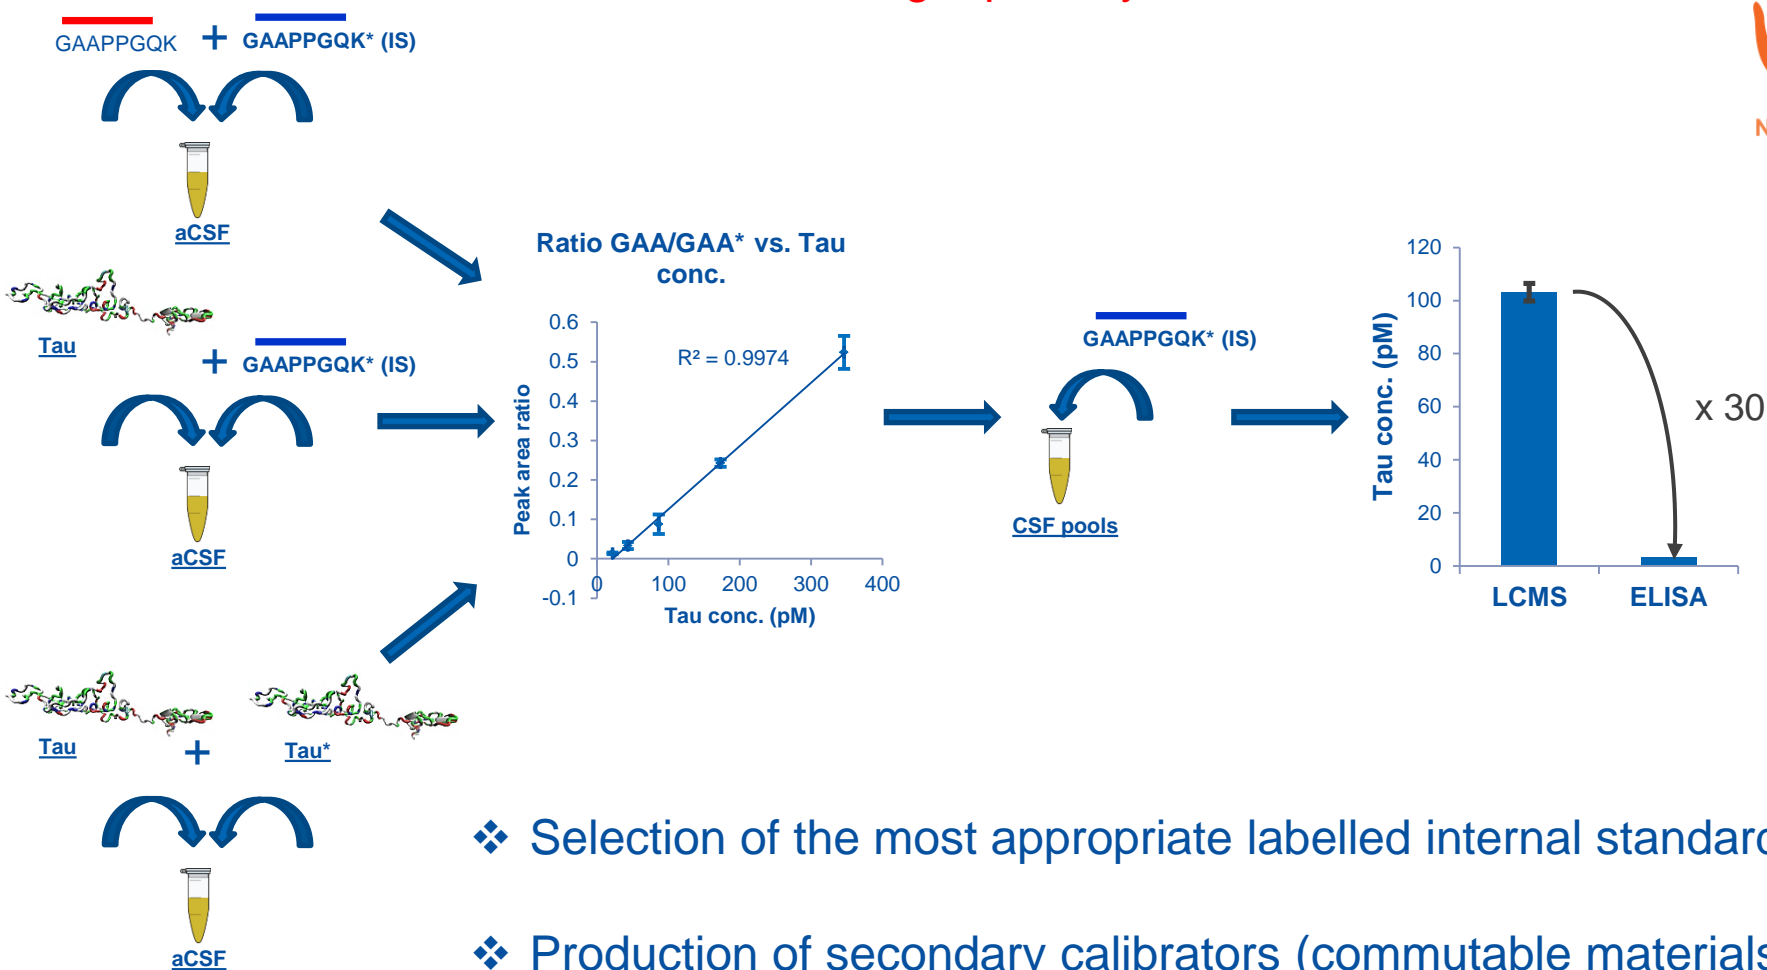 GAAPPGQK + GAAPPGQK* (IS)
aCSF
Tau
+ GAAPPGQK* (IS)
aCSF
Tau + Tau*
aCSF
Ratio GAA/GAA* vs. Tau
conc.
Peak area ratio
0.6
0.5
0.4
0.3
0.2
0.1
0
-0.1
R² = 0.9974
0 100 200 300 400
Tau conc. (pM)
GAAPPGQK* (IS)
CSF pools
Tau conc. (pM)
120
100
80
60
40
20
0
x 30
LCMS ELISA
❖ Selection of the most appropriate labelled internal standard
❖ Production of secondary calibrators (commutable materials